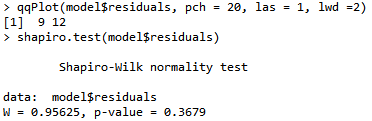 > qqPlot(model$residuals, pch = 20, las = 1, lwd =2)
[1]  9 12
> shapiro.test(model$residuals)
Shapiro-Wilk normality test
data:  model$residuals
W = 0.95625, p-value = 0.3679